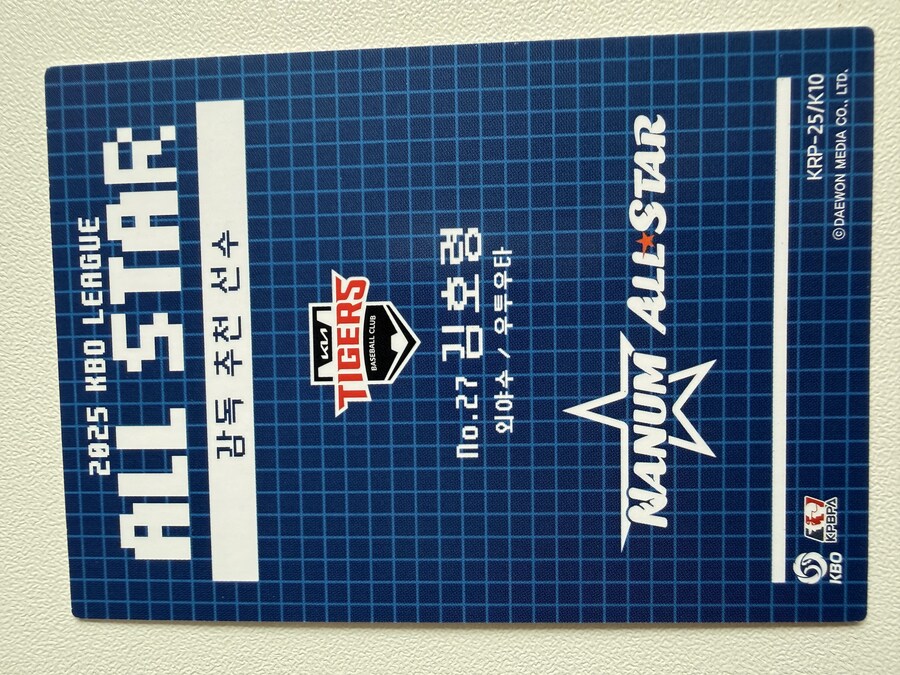 2025 KBO LEAGUE
ALL STAR
감독 추천 선수
KIA
TIGERS
BASEBALL CLUB
No.27 김호령
외야수 / 우투우타
NANUM ALL★STAR
KBO
KPBPA
KRP-25/K10
©DAEWON MEDIA CO., LTD.